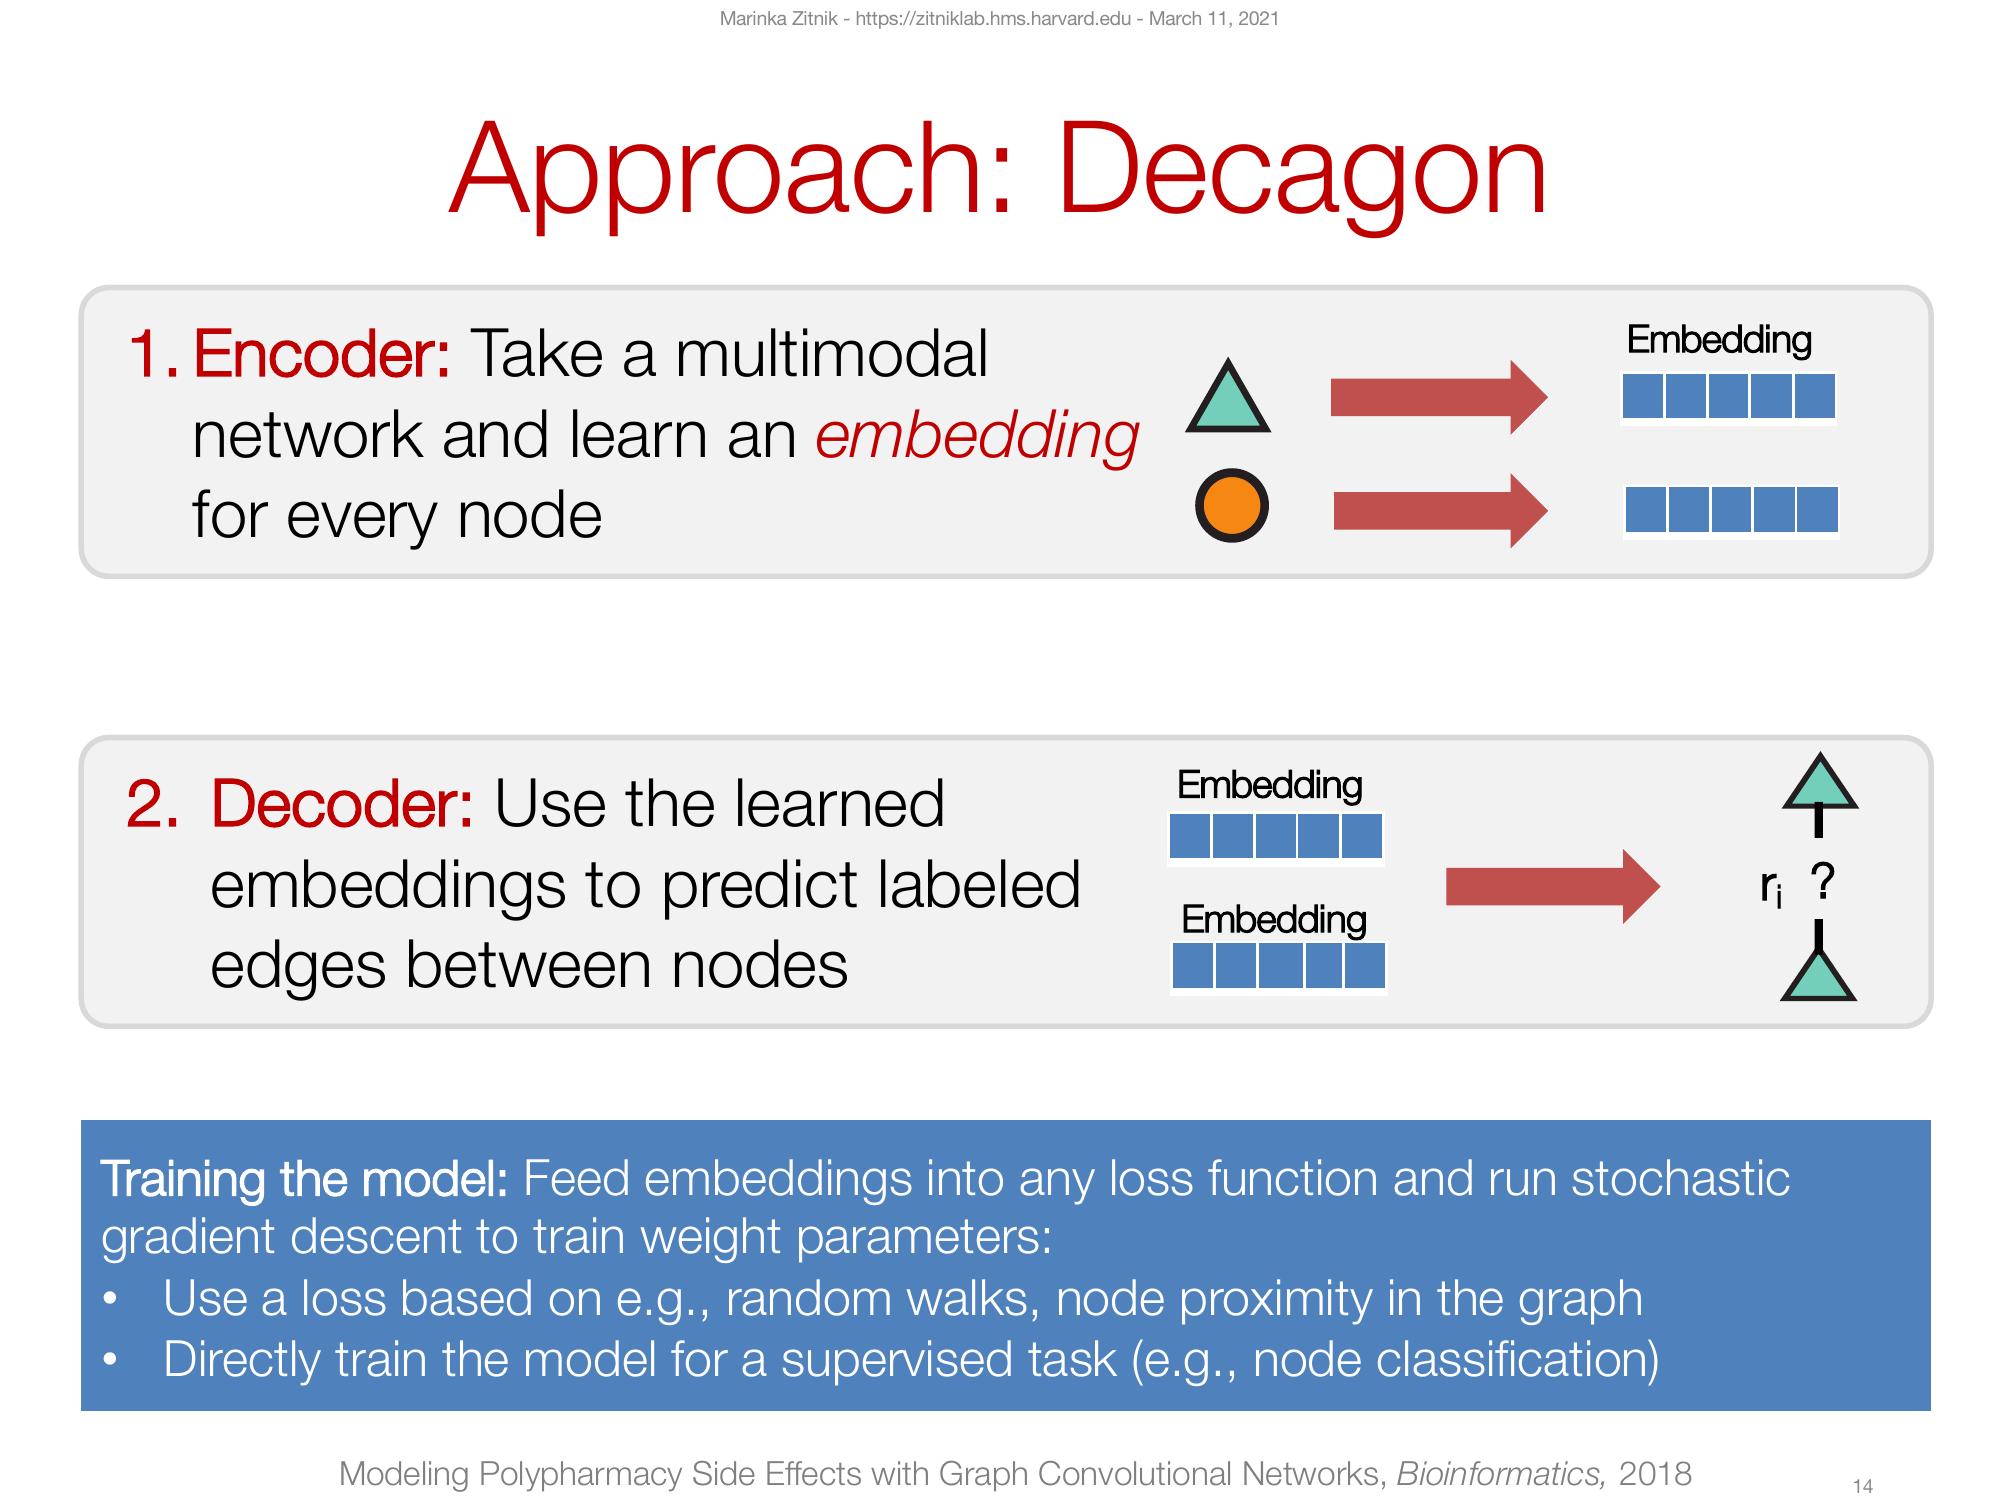 Marinka Zitnik - https://zitniklab.hms.harvard.edu - March 11, 2021
Approach: Decagon
1. Encoder: Take a multimodal
network and learn an embedding
for every node
Embedding
2. Decoder: Use the learned
embeddings to predict labeled
edges between nodes
Embedding
Embedding
ri ?
Training the model: Feed embeddings into any loss function and run stochastic
gradient descent to train weight parameters:
• Use a loss based on e.g., random walks, node proximity in the graph
• Directly train the model for a supervised task (e.g., node classification)
Modeling Polypharmacy Side Effects with Graph Convolutional Networks, Bioinformatics, 2018
14